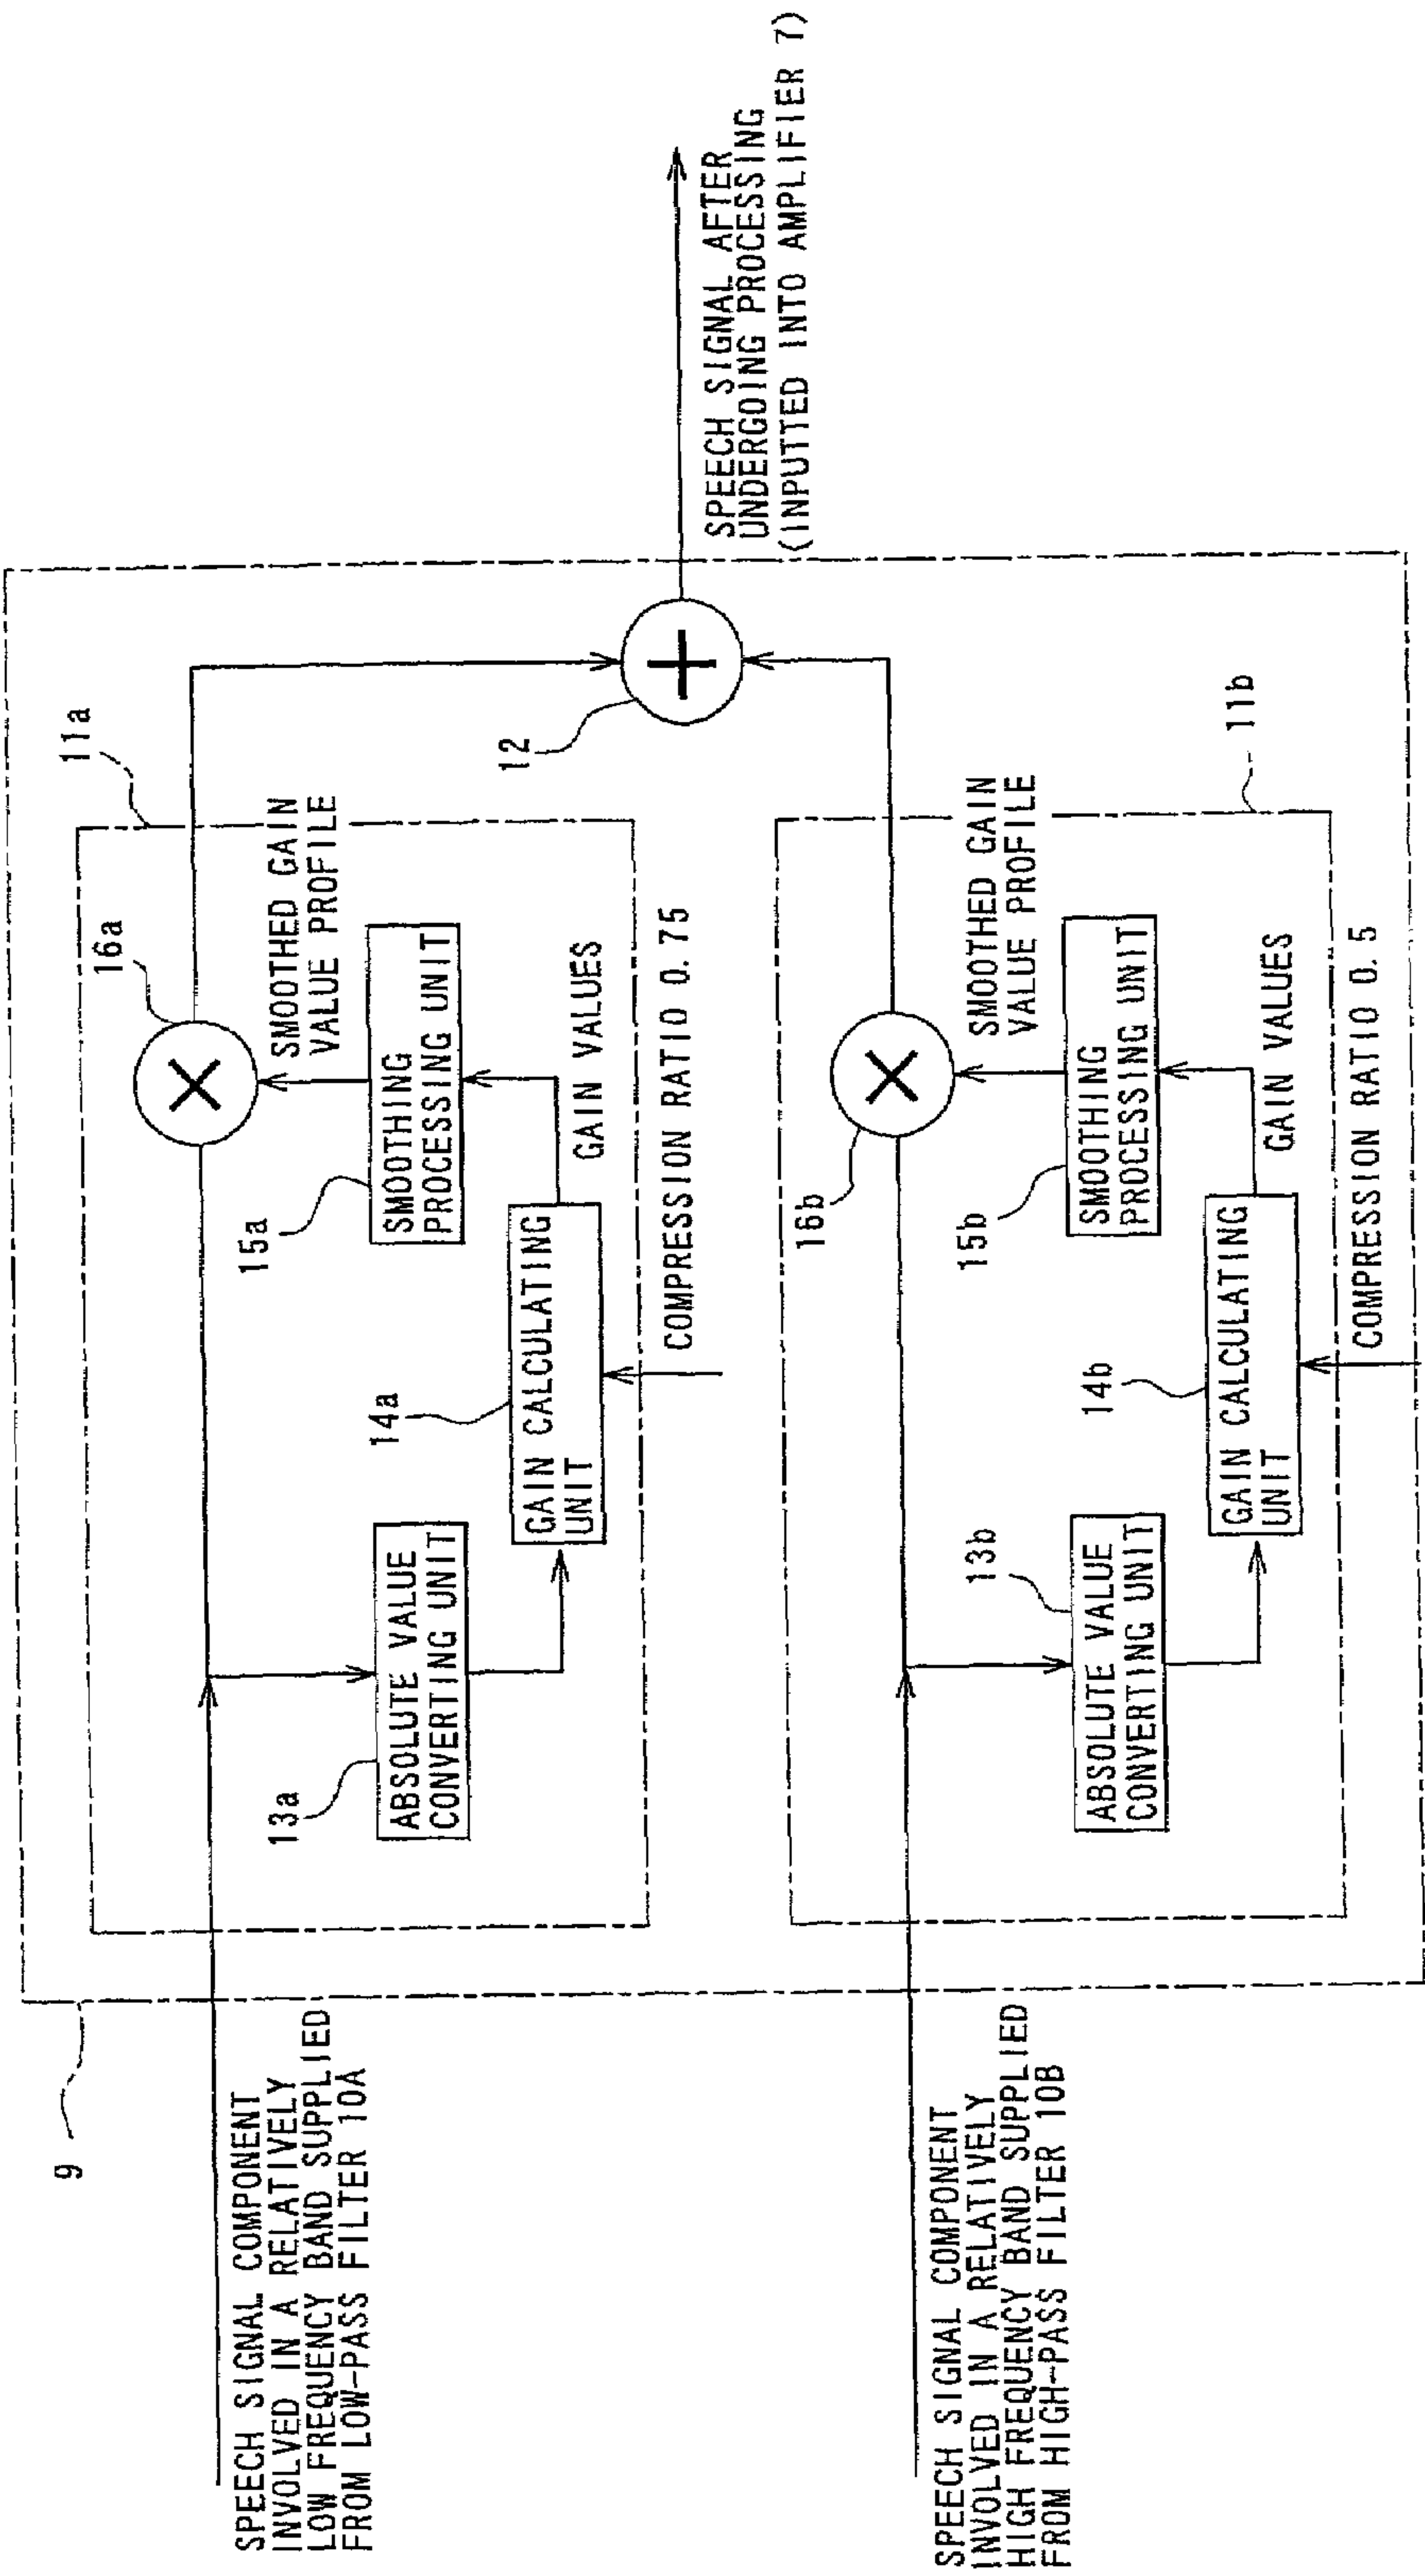 9
SPEECH SIGNAL COMPONENT
INVOLVED IN A RELATIVELY
LOW FREQUENCY BAND SUPPLIED
FROM LOW-PASS FILTER 10A
11a
16a
SMOOTHED GAIN
VALUE PROFILE
15a
SMOOTHING
PROCESSING UNIT
13a
ABSOLUTE VALUE
CONVERTING UNIT
14a
GAIN CALCULATING
UNIT
GAIN VALUES
COMPRESSION RATIO 0.75
12
SPEECH SIGNAL AFTER
UNDERGOING PROCESSING
(INPUTTED INTO AMPLIFIER 7)
SPEECH SIGNAL COMPONENT
INVOLVED IN A RELATIVELY
HIGH FREQUENCY BAND SUPPLIED
FROM HIGH-PASS FILTER 10B
11b
16b
SMOOTHED GAIN
VALUE PROFILE
15b
SMOOTHING
PROCESSING UNIT
13b
ABSOLUTE VALUE
CONVERTING UNIT
14b
GAIN CALCULATING
UNIT
GAIN VALUES
COMPRESSION RATIO 0.5